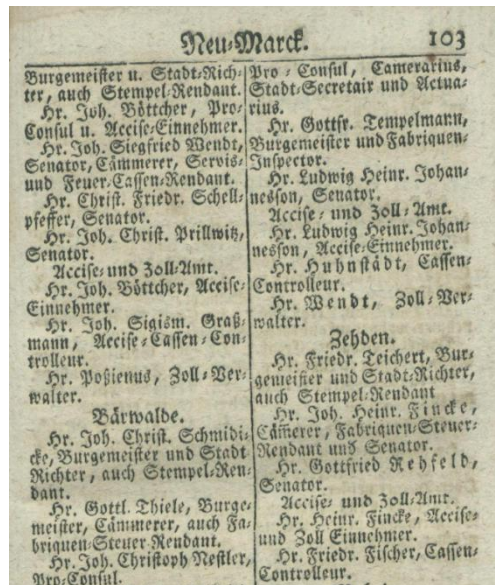 Neu-Marck. 103
Burgemeister u. Stadt-Rich-
ter, auch Stempel-Rendant.
Hr. Joh. Böttcher, Pro-
Consul u. Accise-Einnehmer.
Hr. Joh. Siegfried Wendt,
Senator, Cämmerer, Servis-
und Feuer-Cassen-Rendant.
Hr. Christ. Friedr. Schell-
pfeffer, Senator.
Hr. Joh. Christ. Prillwitz,
Senator.
Accise- und Zoll-Amt.
Hr. Joh. Böttcher, Accise-
Einnehmer.
Hr. Joh. Sigism. Graß-
mann, Accise-Cassen-Con-
trolleur.
Hr. Poßienus, Zoll-Ver-
walter.
Bärwalde.
Hr. Joh. Christ. Schmidi-
cke, Burgemeister und Stadt
Richter, auch Stempel-Ren-
dant.
Hr. Gottl. Thiele, Burge-
meister, Cämmerer, auch Fa-
briquen-Steuer Rendant.
Hr. Joh. Christoph Nestler,
Pro-Consul.
Pro-Consul, Camerarius,
Stadt-Secretair und Actua-
rius.
Hr. Gottfr. Tempelmann,
Burgemeister und Fabriquen-
Inspector.
Hr. Ludwig Heinr. Johan-
nesson, Senator.
Accise- und Zoll-Amt.
Hr. Ludwig Heinr. Johan-
nesson, Accise-Einnehmer.
Hr. Huhnstädt, Cassen-
Controlleur.
Hr. Wendt, Zoll-Ver-
walter.
Zehden.
Hr. Friedr. Teichert, Bur-
gemeister und Stadt-Richter,
auch Stempel-Rendant
Hr. Joh. Heinr. Fincke,
Cäm̅erer, Fabriquen-Steuer-
Rendant und Senator.
Hr. Gottfried Rehfeld,
Senator.
Accise- und Zoll-Amt.
Hr. Heinr. Fincke, Accise-
und Zoll Einnehmer.
Hr. Friedr. Fischer, Cassen-
Controlleur.